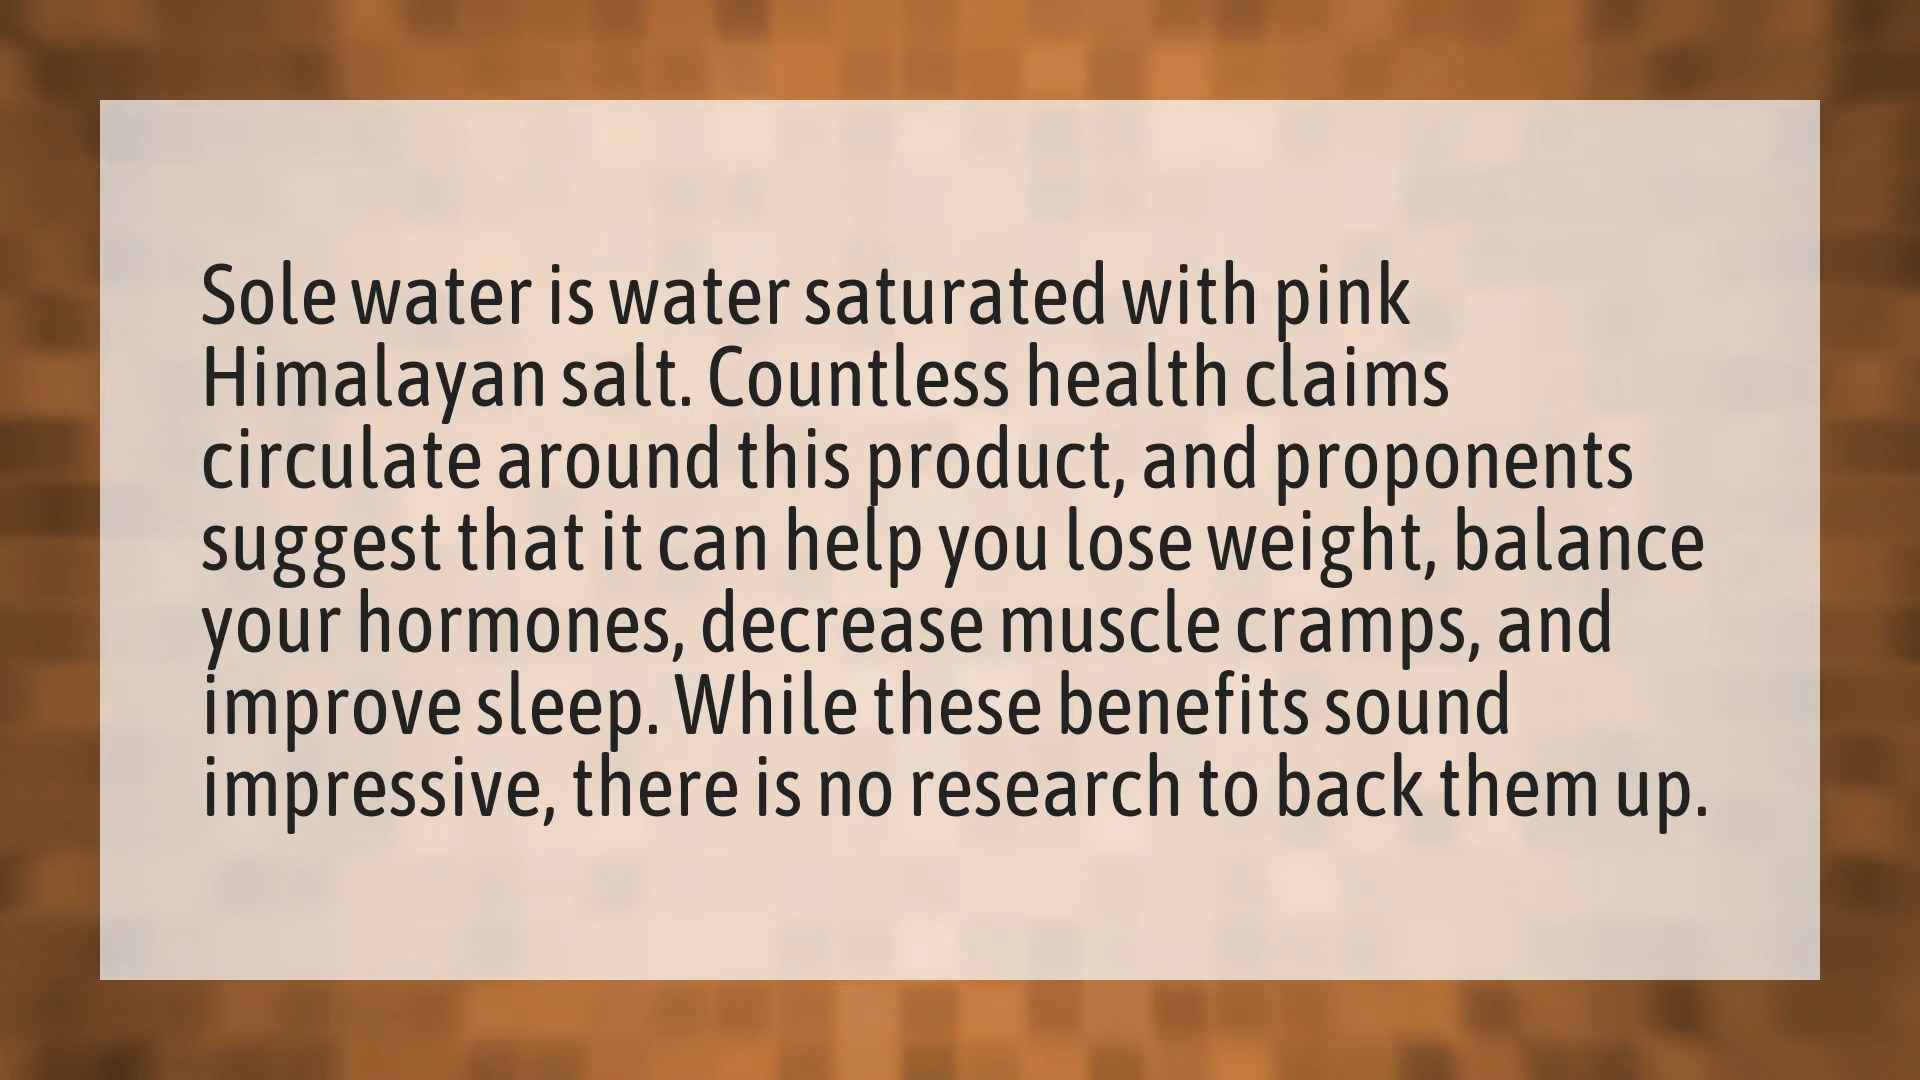 Sole water is water saturated with pink
Himalayan salt. Countless health claims
circulate around this product, and proponents
suggest that it can help you lose weight, balance
your hormones, decrease muscle cramps, and
improve sleep. While these benefits sound
impressive, there is no research to back them up.